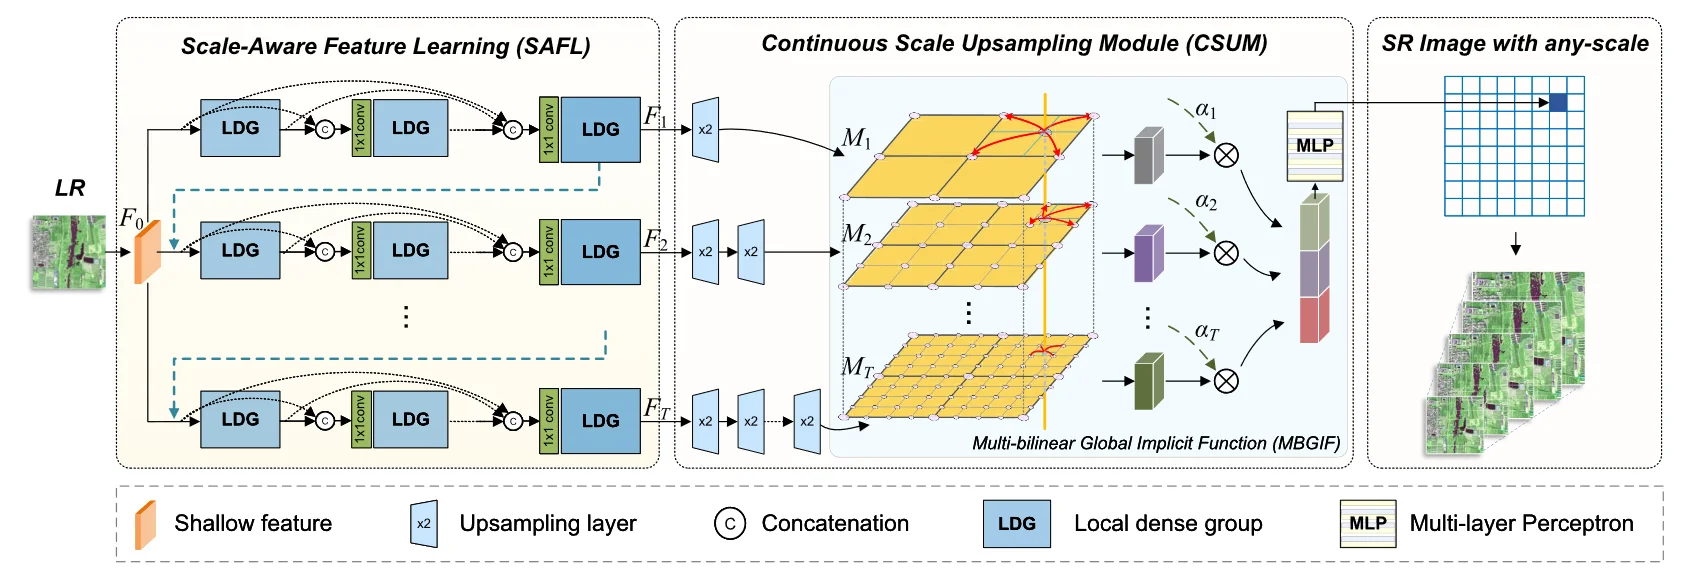 Scale-Aware Feature Learning (SAFL)
Continuous Scale Upsampling Module (CSUM)
SR Image with any-scale
LDG
C
1x1conv
LDG
C
1x1 conv
LDG
F1
x2
M1
α1
MLP
LR
F0
LDG
C
1x1conv
LDG
C
1x1 conv
LDG
F2
x2
x2
M2
α2
LDG
C
1x1conv
LDG
C
1x1 conv
LDG
FT
x2
x2
x2
MT
αT
Multi-bilinear Global Implicit Function (MBGIF)
Shallow feature
x2
Upsampling layer
C
Concatenation
LDG
Local dense group
MLP
Multi-layer Perceptron